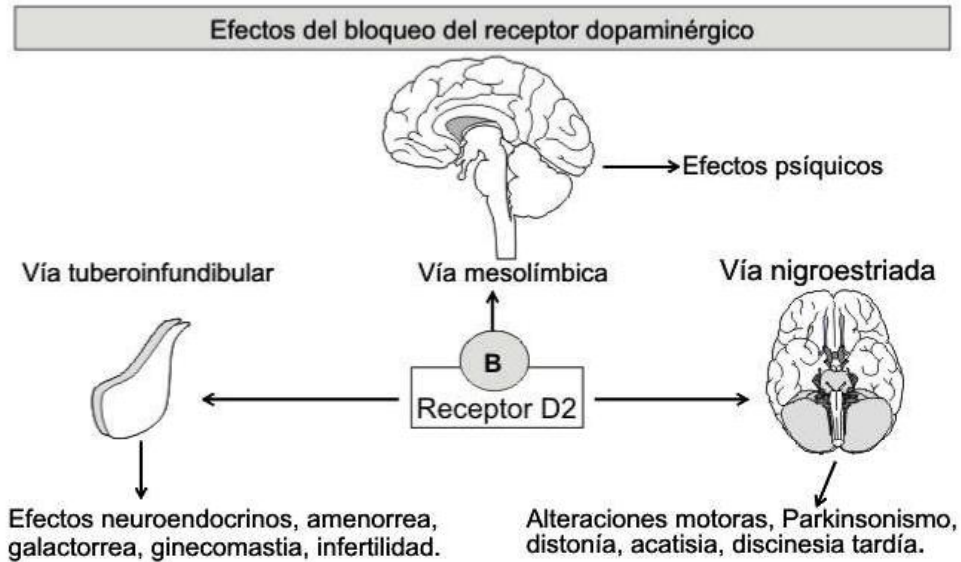 Efectos del bloqueo del receptor dopaminérgico
Efectos psíquicos
Vía tuberoinfundibular
Vía mesolímbica
Vía nigroestriada
B
Receptor D2
Efectos neuroendocrinos, amenorrea,
galactorrea, ginecomastia, infertilidad.
Alteraciones motoras, Parkinsonismo,
distonía, acatisia, discinesia tardía.